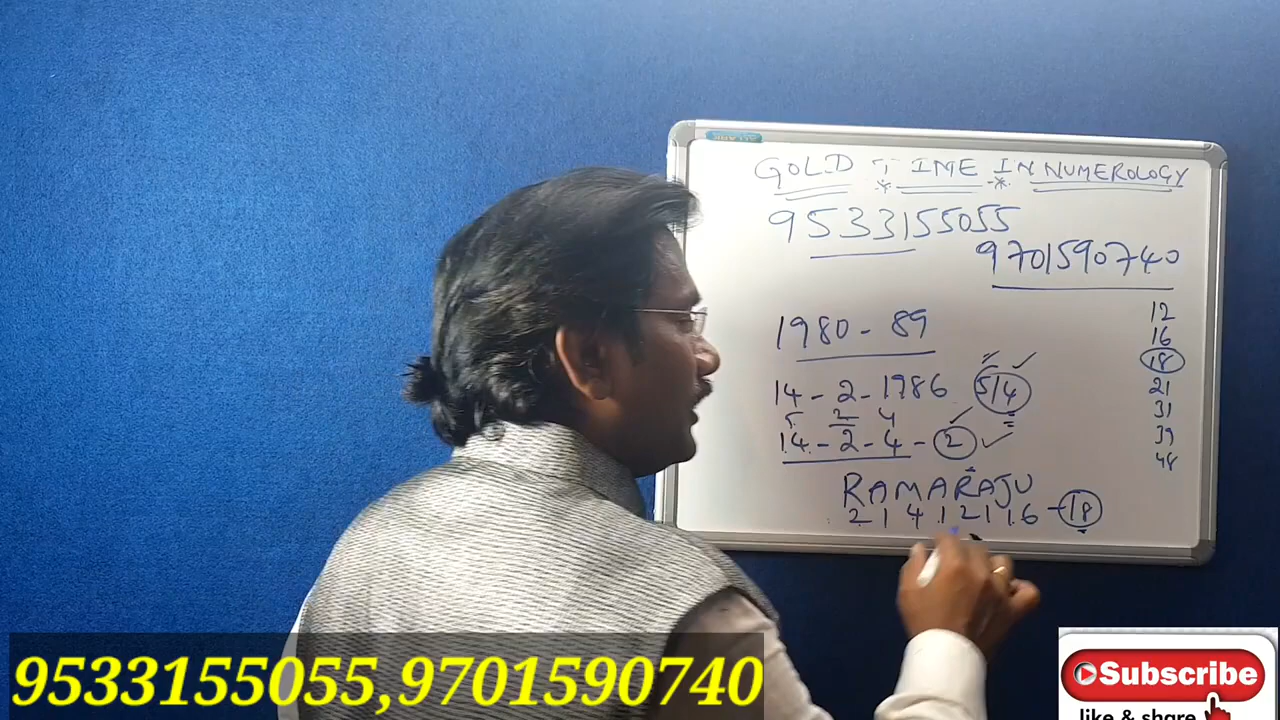 GOLD TIME IN NUMEROLOGY
9533155055
9701590740
1980 - 89
14 - 2 - 1986 5/4
5 2 4
14 - 2 - 4 - 2
RAMARAJU
2 1 4 1 2 1 1 6 - 18
12
16
18
21
31
39
48
9533155055,9701590740
Subscribe
like & share